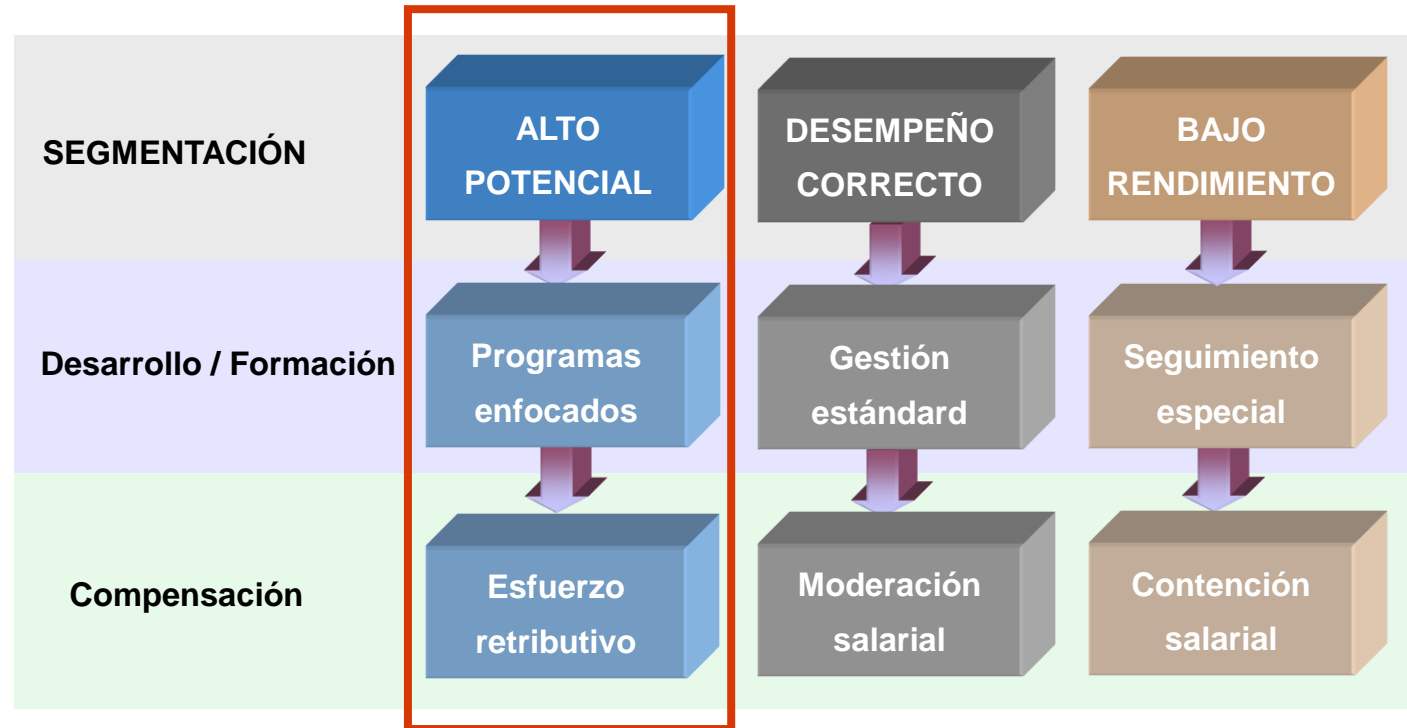 SEGMENTACIÓN
ALTO
POTENCIAL
DESEMPEÑO
CORRECTO
BAJO
RENDIMIENTO
Desarrollo / Formación
Programas
enfocados
Gestión
estándard
Seguimiento
especial
Compensación
Esfuerzo
retributivo
Moderación
salarial
Contención
salarial